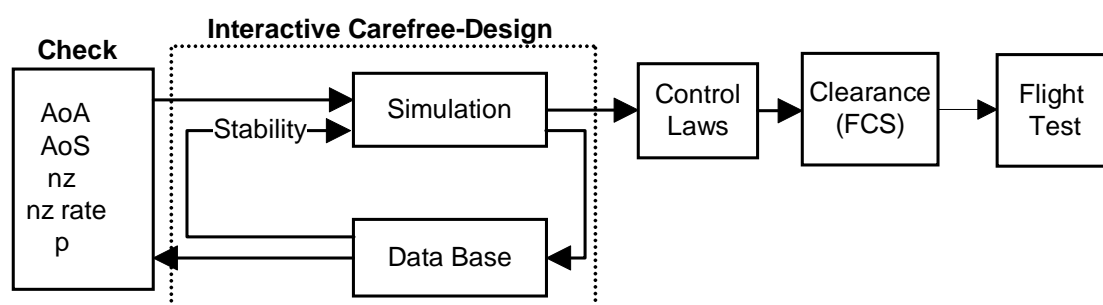 Interactive Carefree-Design
Check
AoA
AoS
nz
nz rate
p
Stability
Simulation
Data Base
Control
Laws
Clearance
(FCS)
Flight
Test